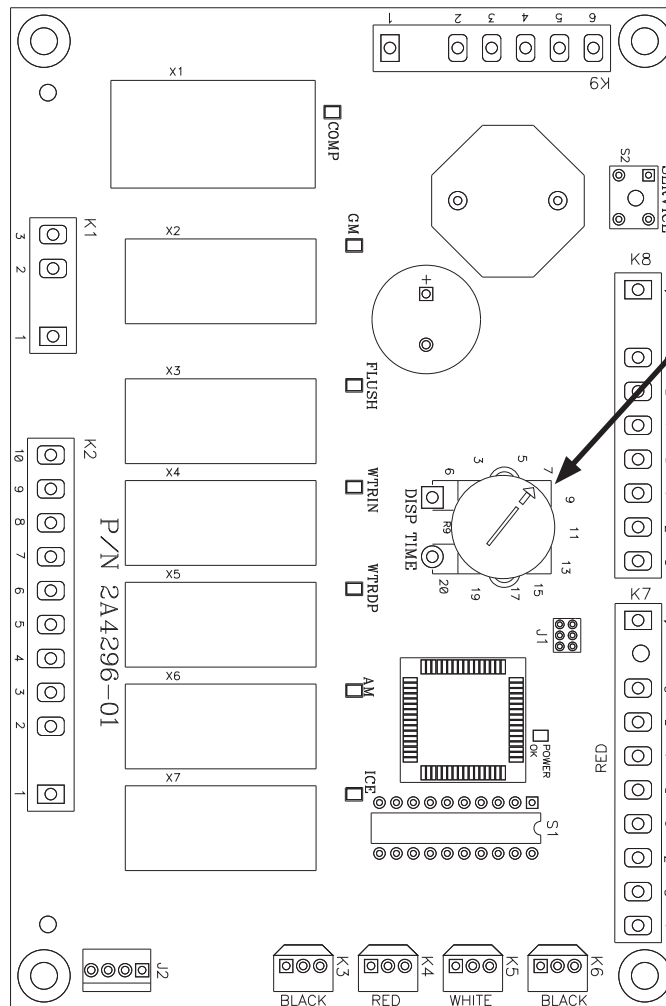 1 2 3 4 5 6
K9
X1
COMP
S2
SERVICE
K1
3
2
1
X2
GM
+
K8
X3
FLUSH
K2
10
9
8
7
6
5
4
3
2
1
X4
WTRIN
DISP TIME
R9
6
3
5
7
9
11
13
15
17
19
20
P/N 2A4296-01
X5
WTRDP
J1
K7
RED
X6
AM
POWER
OK
X7
ICE
S1
J2
K3
BLACK
K4
RED
K5
WHITE
K6
BLACK